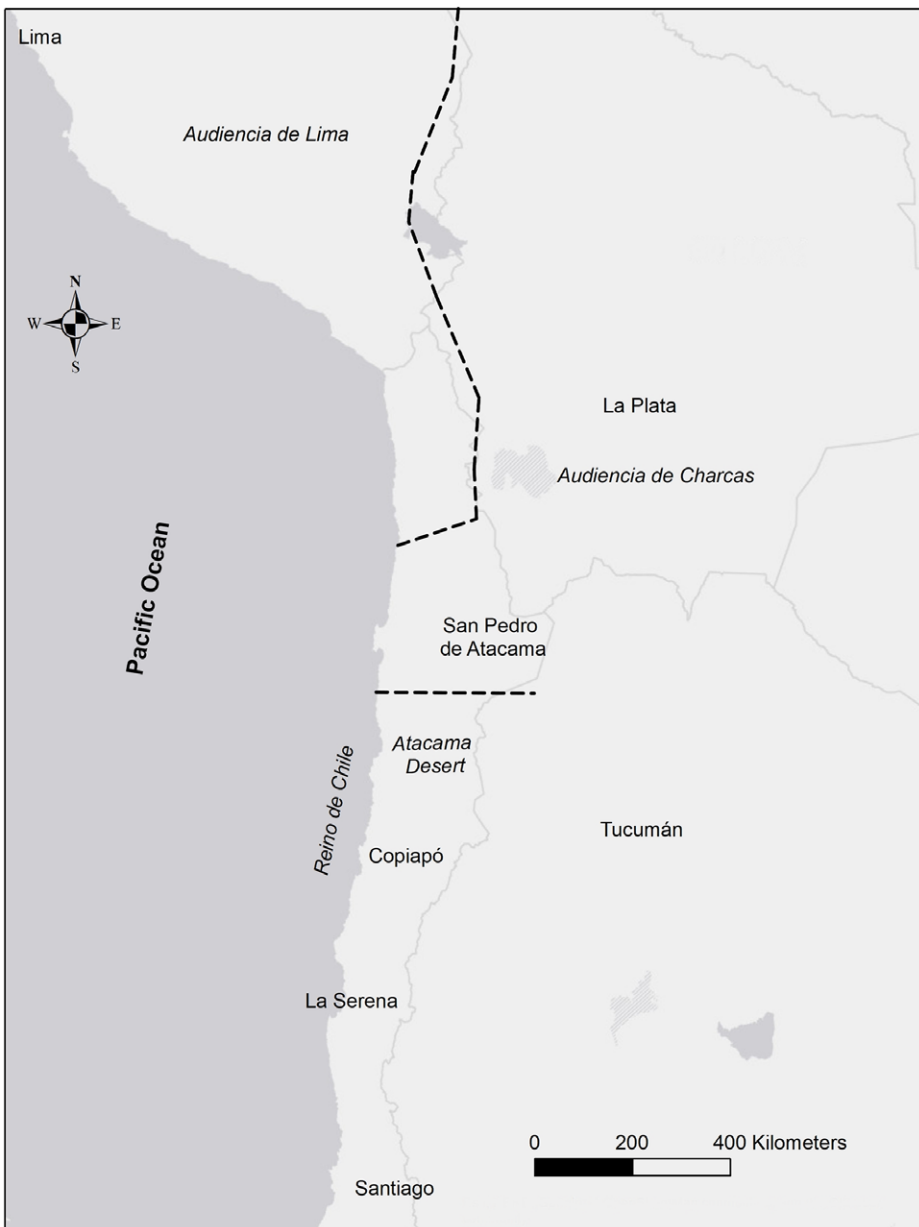 Lima
Audiencia de Lima
N
W E
S
La Plata
Audiencia de Charcas
Pacific Ocean
San Pedro
de Atacama
Atacama
Desert
Reino de Chile
Tucumán
Copiapó
La Serena
0 200 400 Kilometers
Santiago